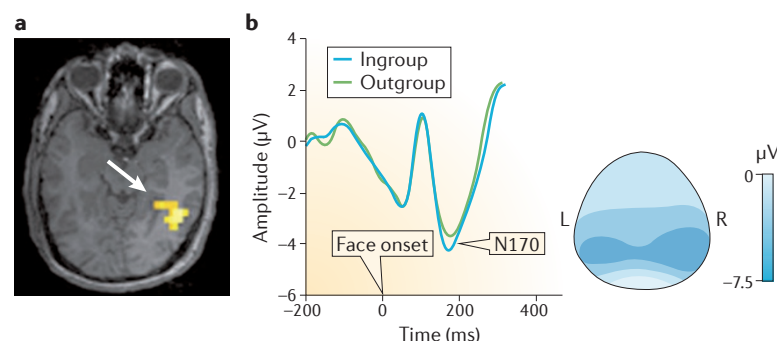 a
b
4
2
0
−2
−4
−6
Amplitude (µV)
Ingroup
Outgroup
Face onset
N170
−200
0
200
400
Time (ms)
L
R
µV
0
−7.5